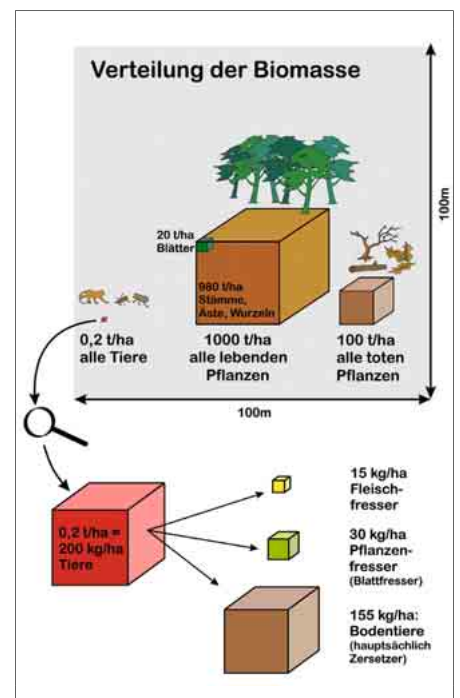 Verteilung der Biomasse
20 t/ha
Blätter
980 t/ha
Stämme,
Äste, Wurzeln
0,2 t/ha
alle Tiere
1000 t/ha
alle lebenden
Pflanzen
100 t/ha
alle toten
Pflanzen
100m
100m
0,2 t/ha =
200 kg/ha
Tiere
15 kg/ha
Fleisch-
fresser
30 kg/ha
Pflanzen-
fresser
(Blattfresser)
155 kg/ha:
Bodentiere
(hauptsächlich
Zersetzer)